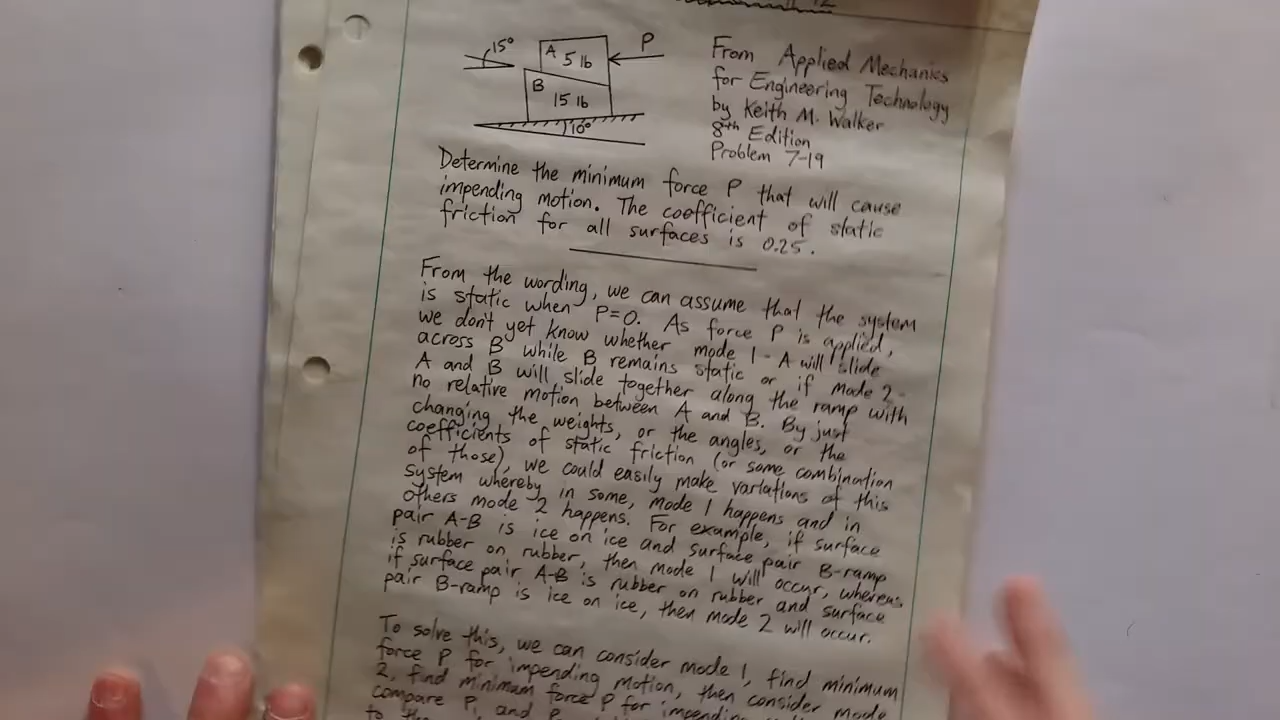 15°
A 5 lb
P
B
15 lb
10°
From Applied Mechanics
for Engineering Technology
by Keith M. Walker
8th Edition
Problem 7-19
Determine the minimum force P that will cause
impending motion. The coefficient of static
friction for all surfaces is 0.25.
From the wording, we can assume that the system
is static when P=0. As force P is applied,
we don't yet know whether mode 1 - A will slide
across B while B remains static or if mode 2 -
A and B will slide together along the ramp with
no relative motion between A and B. By just
changing the weights, or the angles, or the
coefficients of static friction (or some combination
of those), we could easily make variations of this
system whereby in some, mode 1 happens and in
others mode 2 happens. For example, if surface
pair A-B is ice on ice and surface pair B-ramp
is rubber on rubber, then mode 1 will occur, whereas
if surface pair A-B is rubber on rubber and surface
pair B-ramp is ice on ice, then mode 2 will occur.
To solve this, we can consider mode 1, find minimum
force P for impending motion, then consider mode
2, find minimum force P for
compare P, and
to the